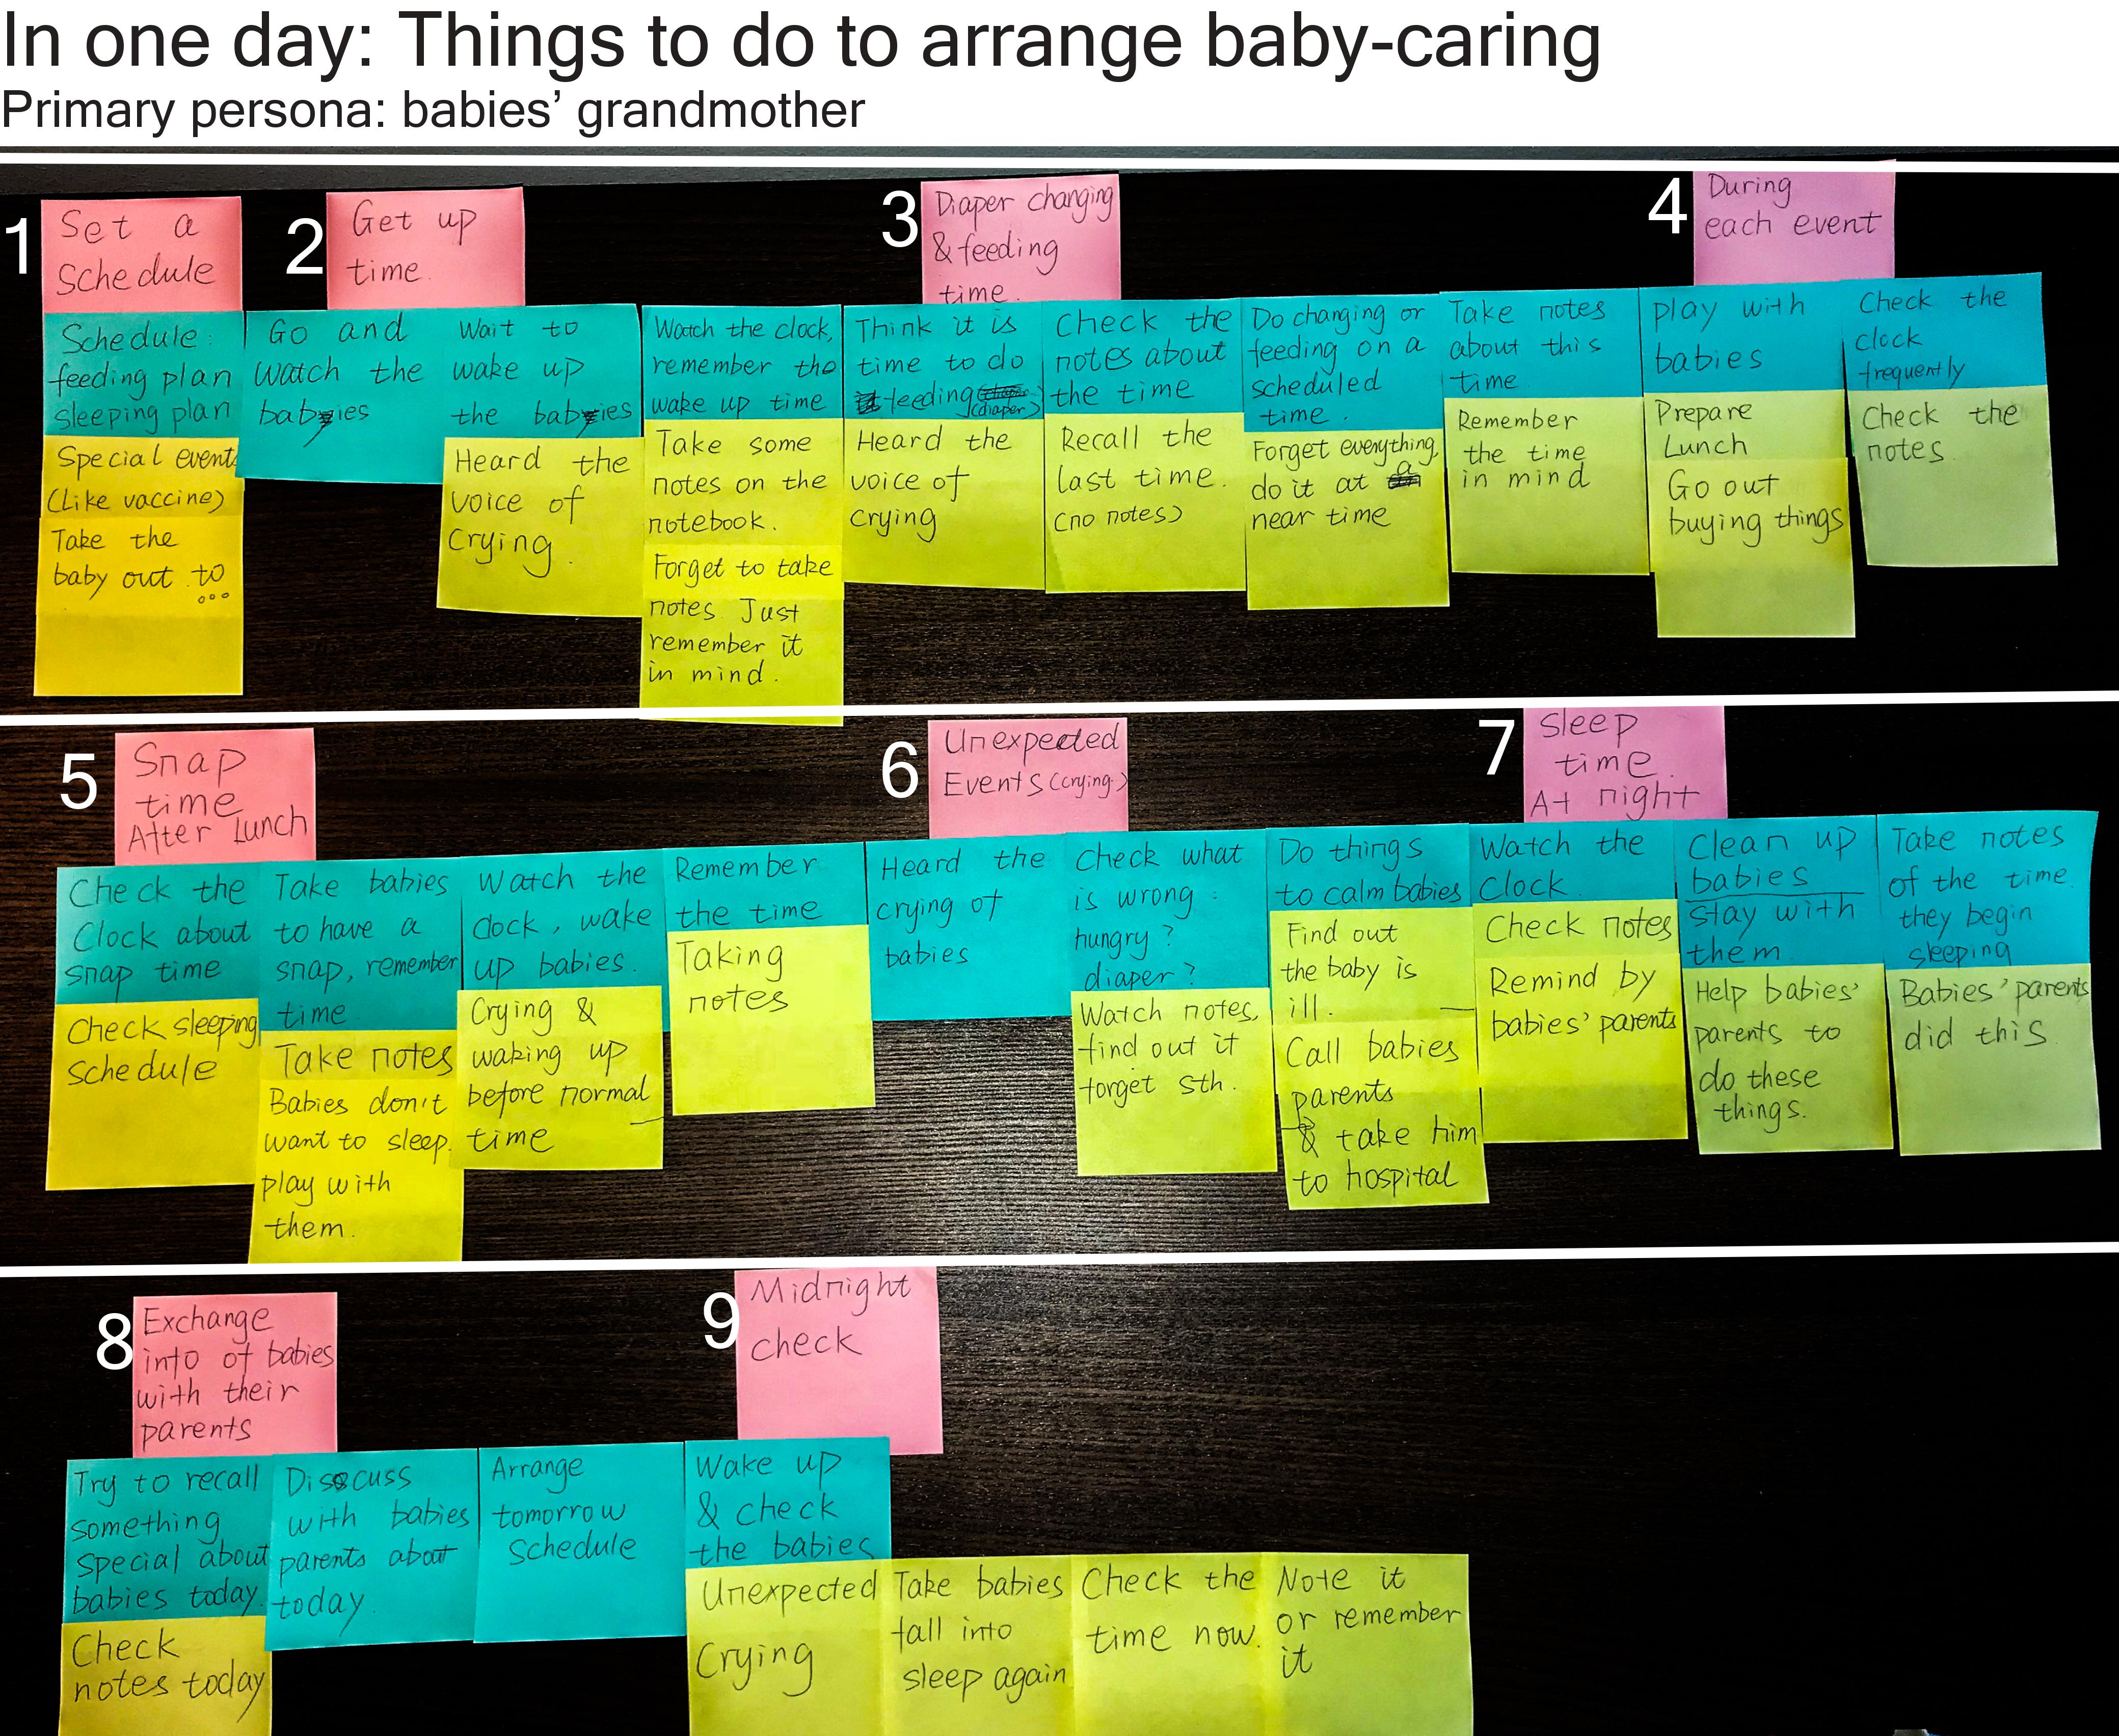 In one day: Things to do to arrange baby-caring
Primary persona: babies’ grandmother
1
Set a
Schedule
Schedule:
feeding plan
sleeping plan
Special event
(Like vaccine)
Take the
baby out to
...
2
Get up
time.
Go and
watch the
babies
Wait to
wake up
the babies
Heard the
voice of
crying.
Watch the clock,
remember the
wake up time
Take some
notes on the
notebook.
Forget to take
notes. Just
remember it
in mind.
3
Diaper changing
& feeding
time.
Think it is
time to do
feeding
(diaper)
Heard the
voice of
crying
Check the
notes about
the time
Recall the
last time.
(no notes)
Do changing or
feeding on a
scheduled
time.
Forget everything,
do it at a
near time
Take notes
about this
time.
Remember
the time
in mind
4
During
each event
play with
babies
Prepare
Lunch
Go out
buying things
Check the
clock
frequently
Check the
notes.
5
Snap
time
After Lunch
Check the
Clock about
snap time
Check sleeping
schedule
Take babies
to have a
snap, remember
time.
Take notes
Babies don't
want to sleep.
play with
them.
Watch the
clock, wake
up babies.
Crying &
waking up
before normal
time
Remember
the time
Taking
notes
6
Unexpected
Events (crying)
Heard the
crying of
babies
Check what
is wrong:
hungry?
diaper?
Watch notes,
find out it
forget sth.
Do things
to calm babies
Find out
the baby is
ill.
Call babies
parents
& take him
to hospital
7
Sleep
time.
At night
Watch the
Clock.
Check notes
Remind by
babies' parents
Clean up
babies
stay with
them.
Help babies'
parents to
do these
things.
Take notes
of the time.
they begin
sleeping
Babies' parents
did this.
8
Exchange
info of babies
with their
parents
Try to recall
something
special about
babies today.
Check
notes today
Discuss
with babies
parents about
today.
Arrange
tomorrow
Schedule
9
Midnight
check
Wake up
& check
the babies
Unexpected
Crying
Take babies
fall into
sleep again
Check the
time now.
Note it
or remember
it